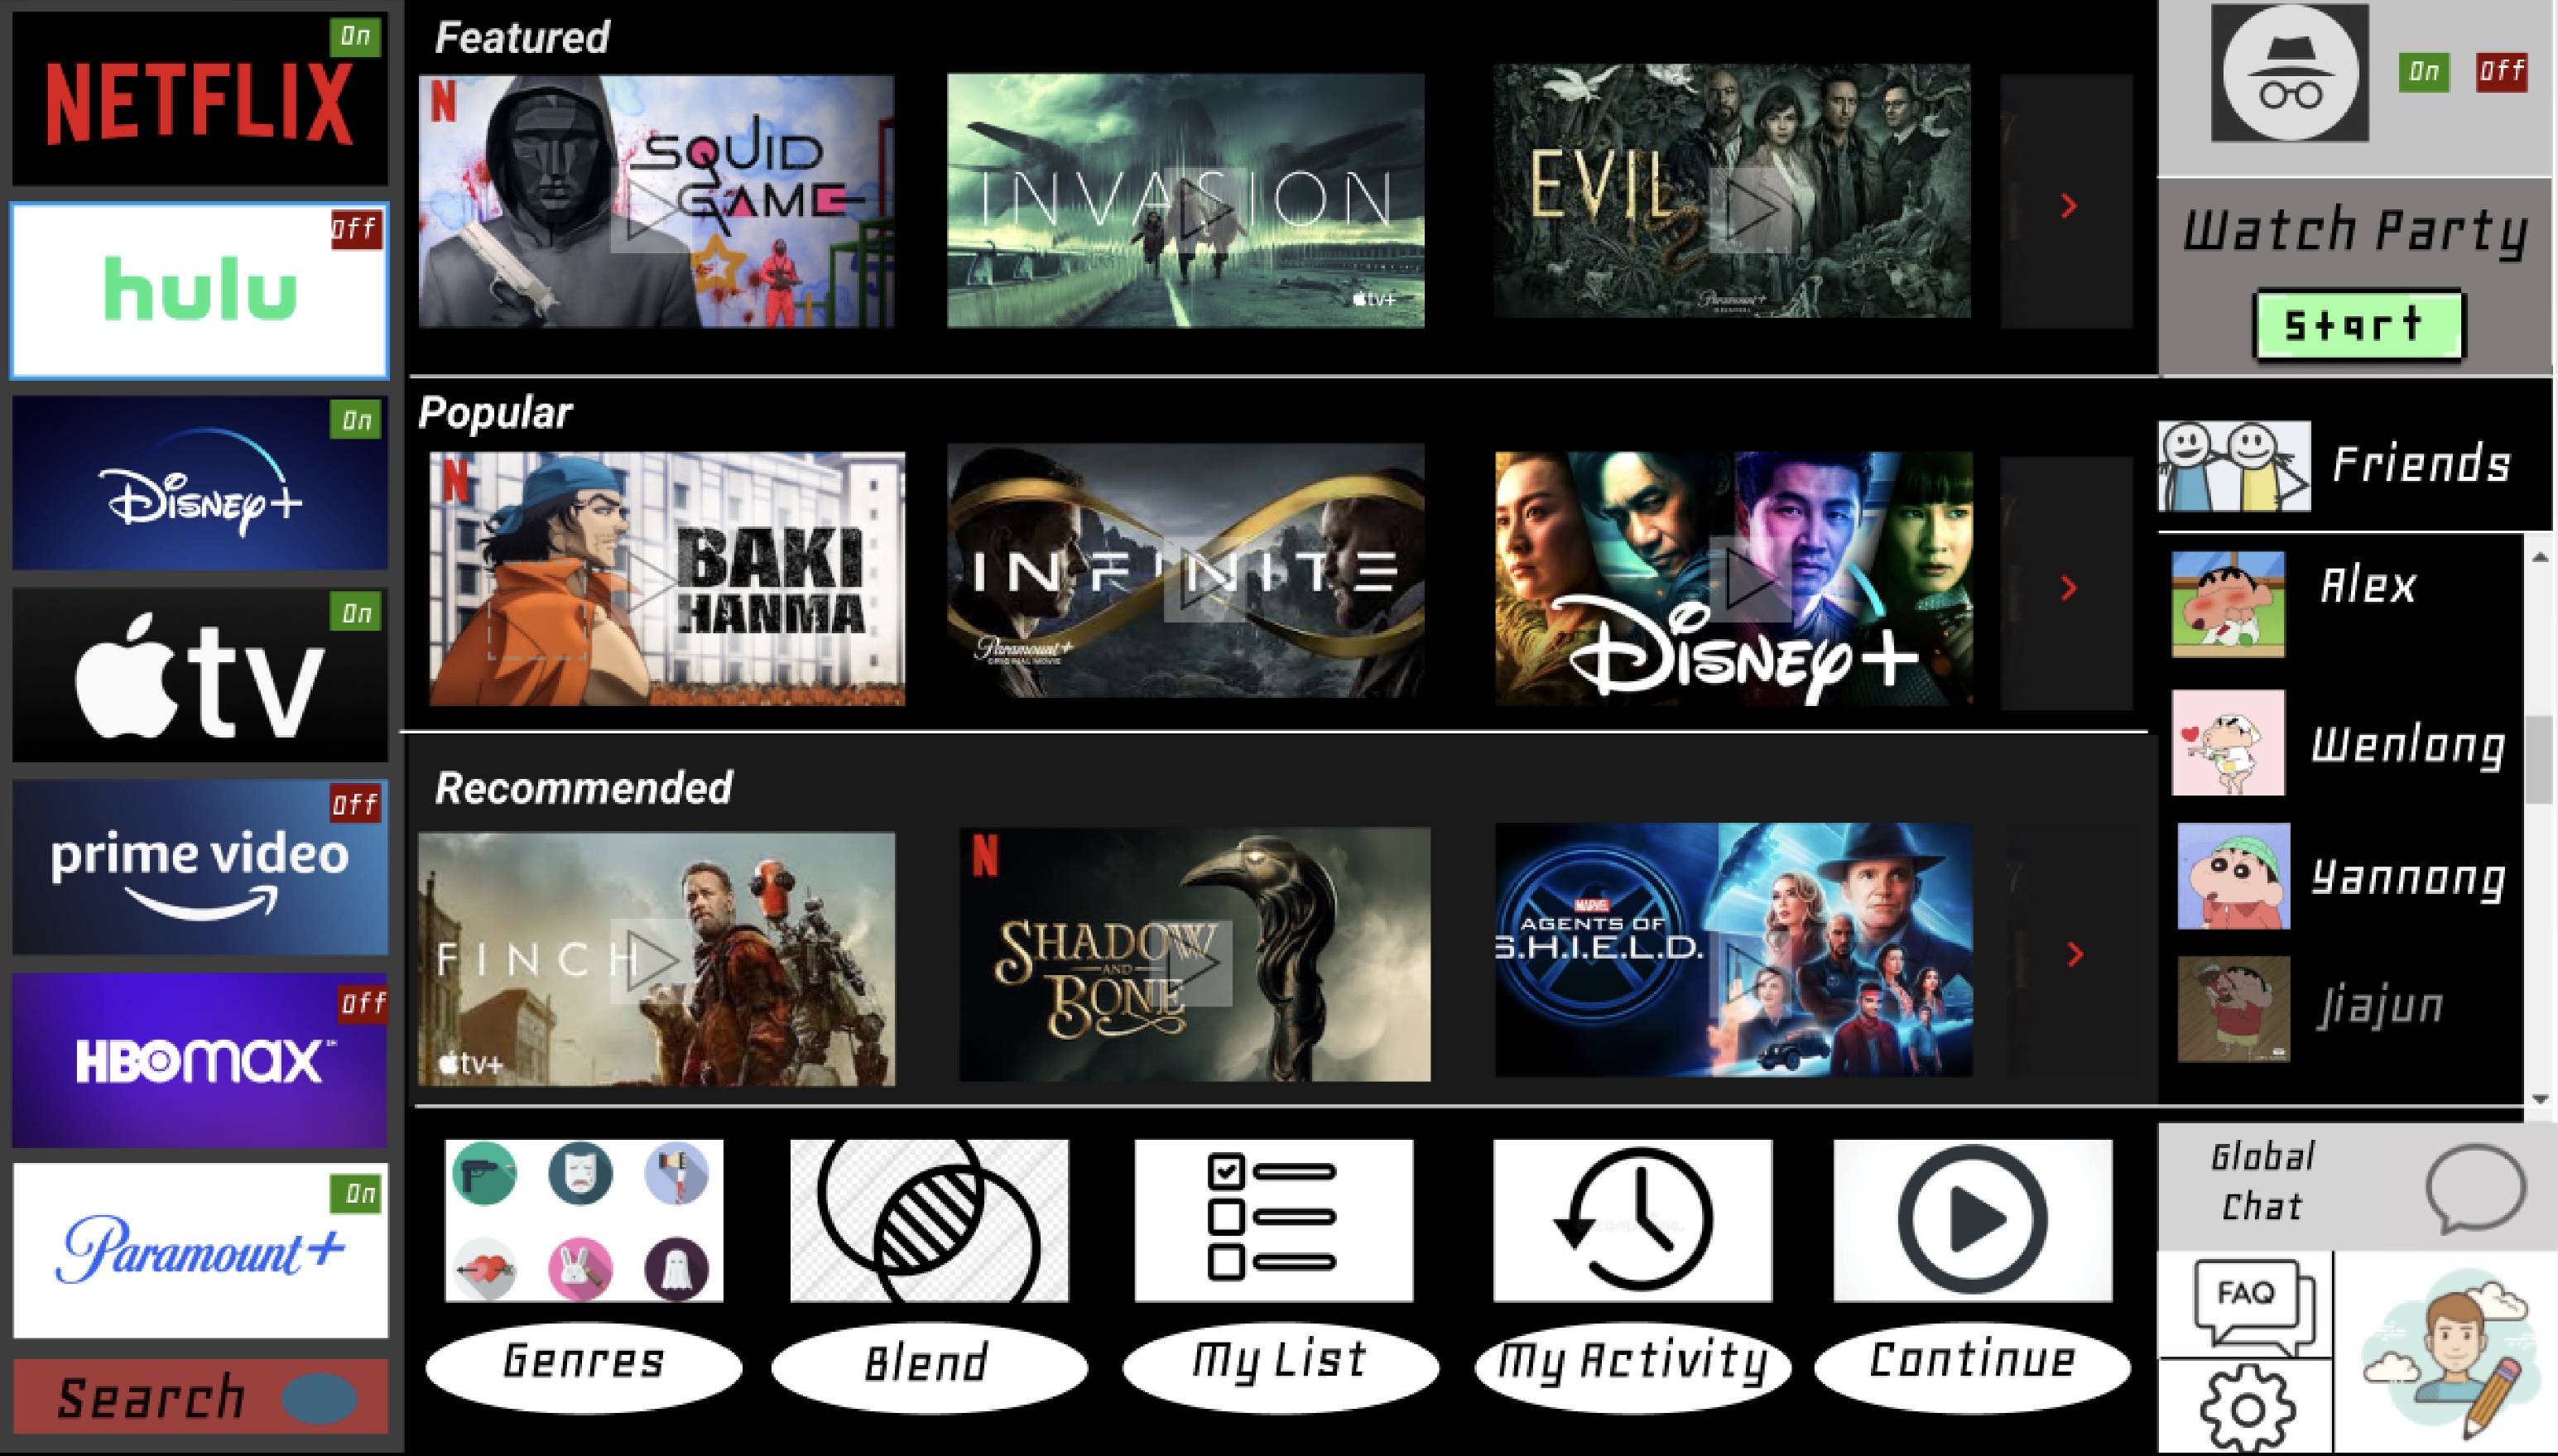 On
NETFLIX
Off
hulu
On
Disney+
On
tv
Off
prime video
Off
HBOmax
On
Paramount+
Search
Featured
N
SQUID
GAME
INVASION
tv+
EVIL
Paramount+
ORIGINAL
Popular
N
BAKI
HANMA
INFINITE
Paramount+
ORIGINAL MOVIE
Disney+
Recommended
FINCH
tv+
N
SHADOW
AND
BONE
MARVEL
AGENTS OF
S.H.I.E.L.D.
Genres
Blend
My List
My Activity
Continue
On Off
Watch Party
Start
Friends
Alex
Wenlong
Yannong
Jiajun
Global
Chat
FAQ